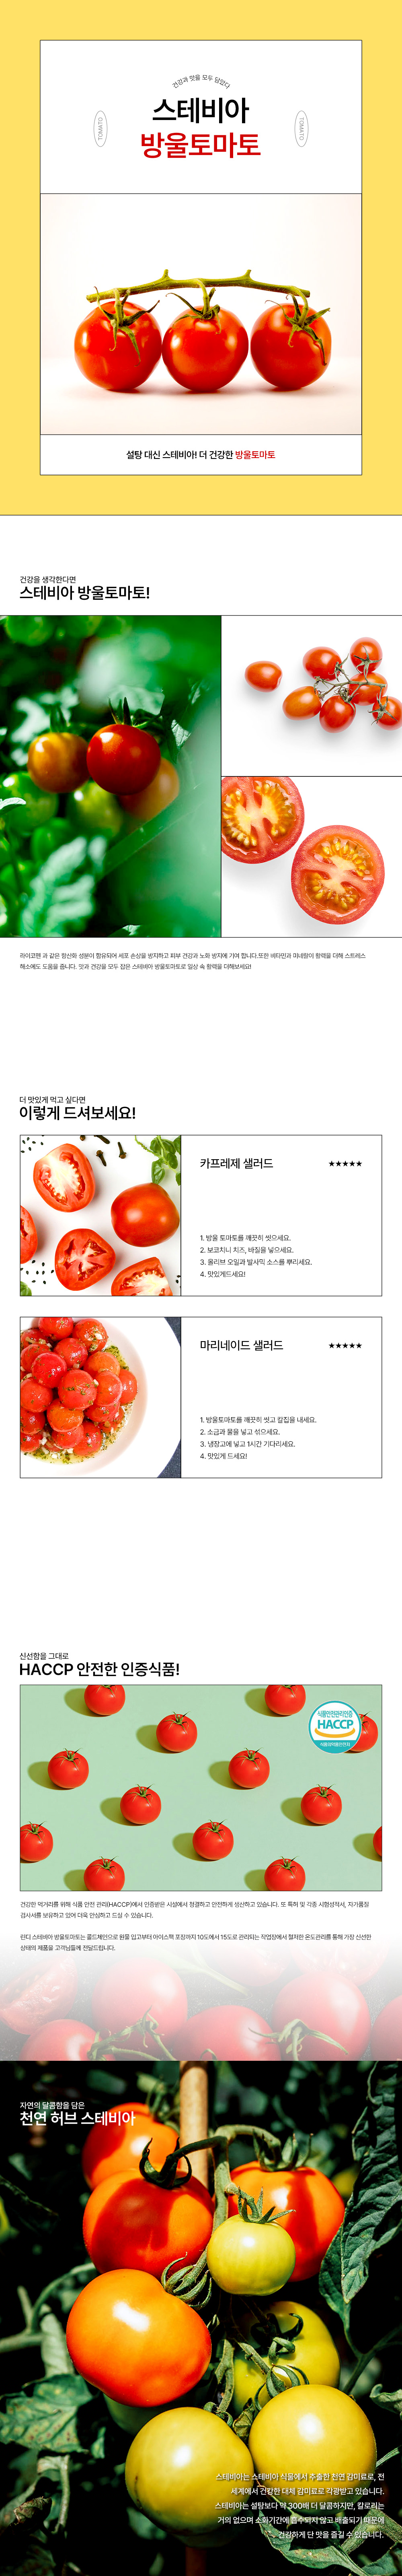 건강과 맛을 모두 담았다
스테비아
TOMATO
TOMATO
방울토마토
설탕 대신 스테비아! 더 건강한 방울토마토
건강을 생각한다면
스테비아 방울토마토!
라이코펜 과 같은 항산화 성분이 함유되어 세포 손상을 방지하고 피부 건강과 노화 방지에 기여 합니다.또한 비타민과 미네랄이 활력을 더해 스트레스
해소에도 도움을 줍니다. 맛과 건강을 모두 잡은 스테비아 방울토마토로 일상 속 활력을 더해보세요!
더 맛있게 먹고 싶다면
이렇게 드셔보세요!
카프레제 샐러드 ★★★★★
1. 방울 토마토를 깨끗히 씻으세요.
2. 보코치니 치즈, 바질을 넣으세요.
3. 올리브 오일과 발사믹 소스를 뿌리세요.
4. 맛있게드세요!
마리네이드 샐러드 ★★★★★
1. 방울토마토를 깨끗히 씻고 칼집을 내세요.
2. 소금과 물을 넣고 섞으세요.
3. 냉장고에 넣고 1시간 기다리세요.
4. 맛있게 드세요!
신선함을 그대로
HACCP 안전한 인증식품!
식품안전관리인증
HACCP
식품의약품안전처
건강한 먹거리를 위해 식품 안전 관리(HACCP)에서 인증받은 시설에서 청결하고 안전하게 생산하고 있습니다. 또 특허 및 각종 시험성적서, 자가품질
검사서를 보유하고 있어 더욱 안심하고 드실 수 있습니다.
런디 스테비아 방울토마토는 콜드체인으로 원물 입고부터 아이스팩 포장까지 10도에서 15도로 관리되는 작업장에서 철저한 온도관리를 통해 가장 신선한
상태의 제품을 고객님들께 전달드립니다.
자연의 달콤함을 담은
천연 허브 스테비아
스테비아는 스테비아 식물에서 추출한 천연 감미료로, 전
세계에서 건강한 대체 감미료로 각광받고 있습니다.
스테비아는 설탕보다 약 300배 더 달콤하지만, 칼로리는
거의 없으며 소화기간에 흡수되지 않고 배출되기 때문에
건강하게 단 맛을 즐길 수 있습니다.